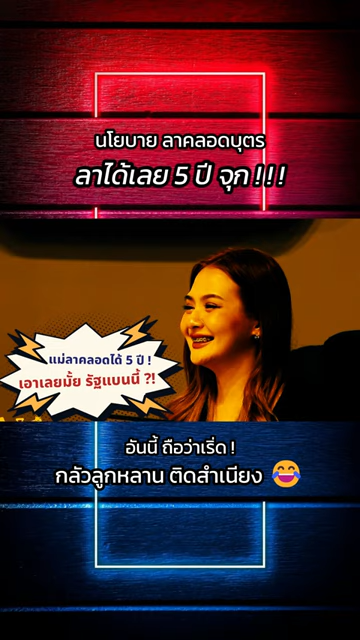 นโยบาย ลาคลอดบุตร
ลาได้เลย 5 ปี จุก ! ! !
แม่ลาคลอดได้ 5 ปี !
เอาเลยมั้ย รัฐแบนนี้ ?!
อันนี้ ถือว่าเริ่ด !
กลัวลูกหลาน ติดสำเนียง 😂